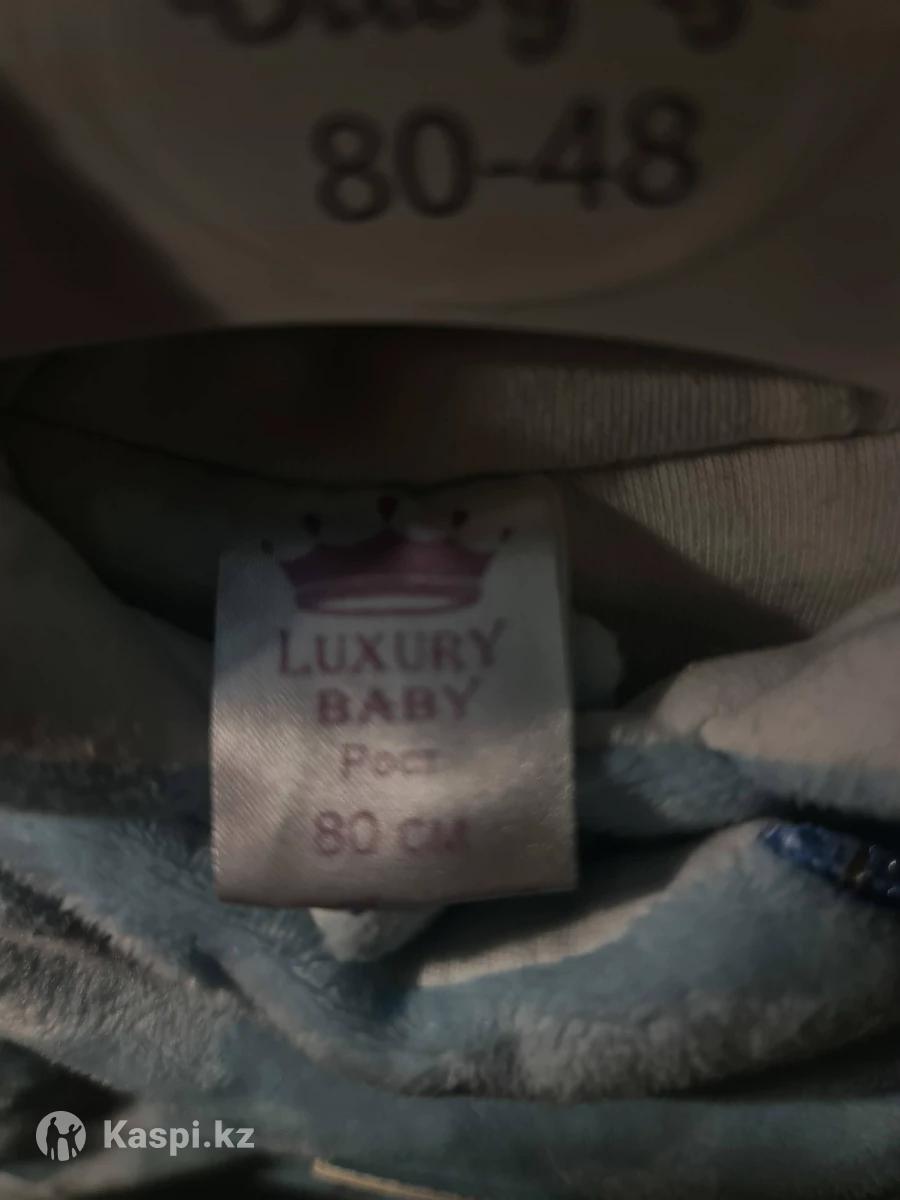 80-48
LUXURY
BABY
Рост
80 см
Kaspi.kz